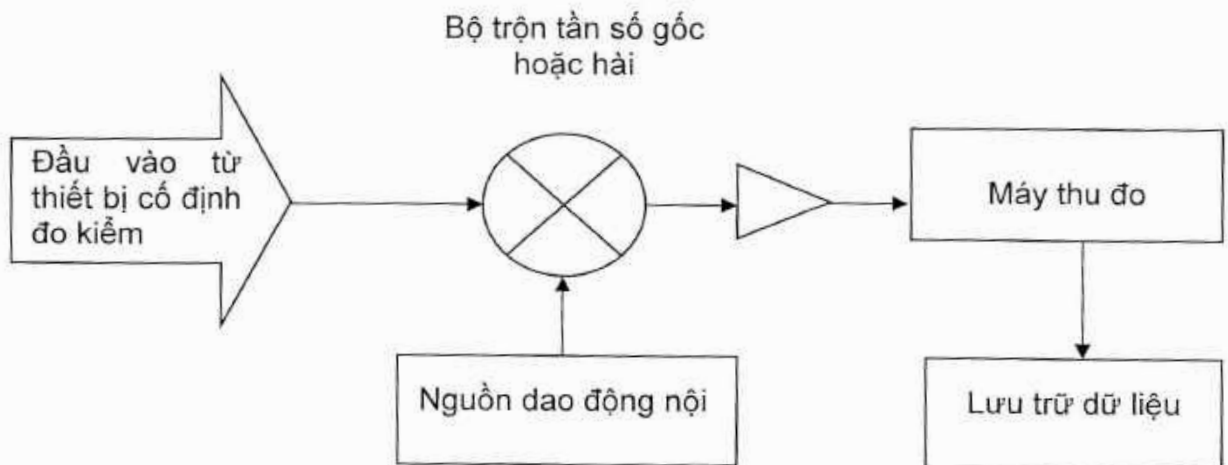 Bộ trộn tần số gốc
hoặc hài
Đầu vào từ
thiết bị cố định
đo kiểm
Máy thu đo
Nguồn dao động nội
Lưu trữ dữ liệu